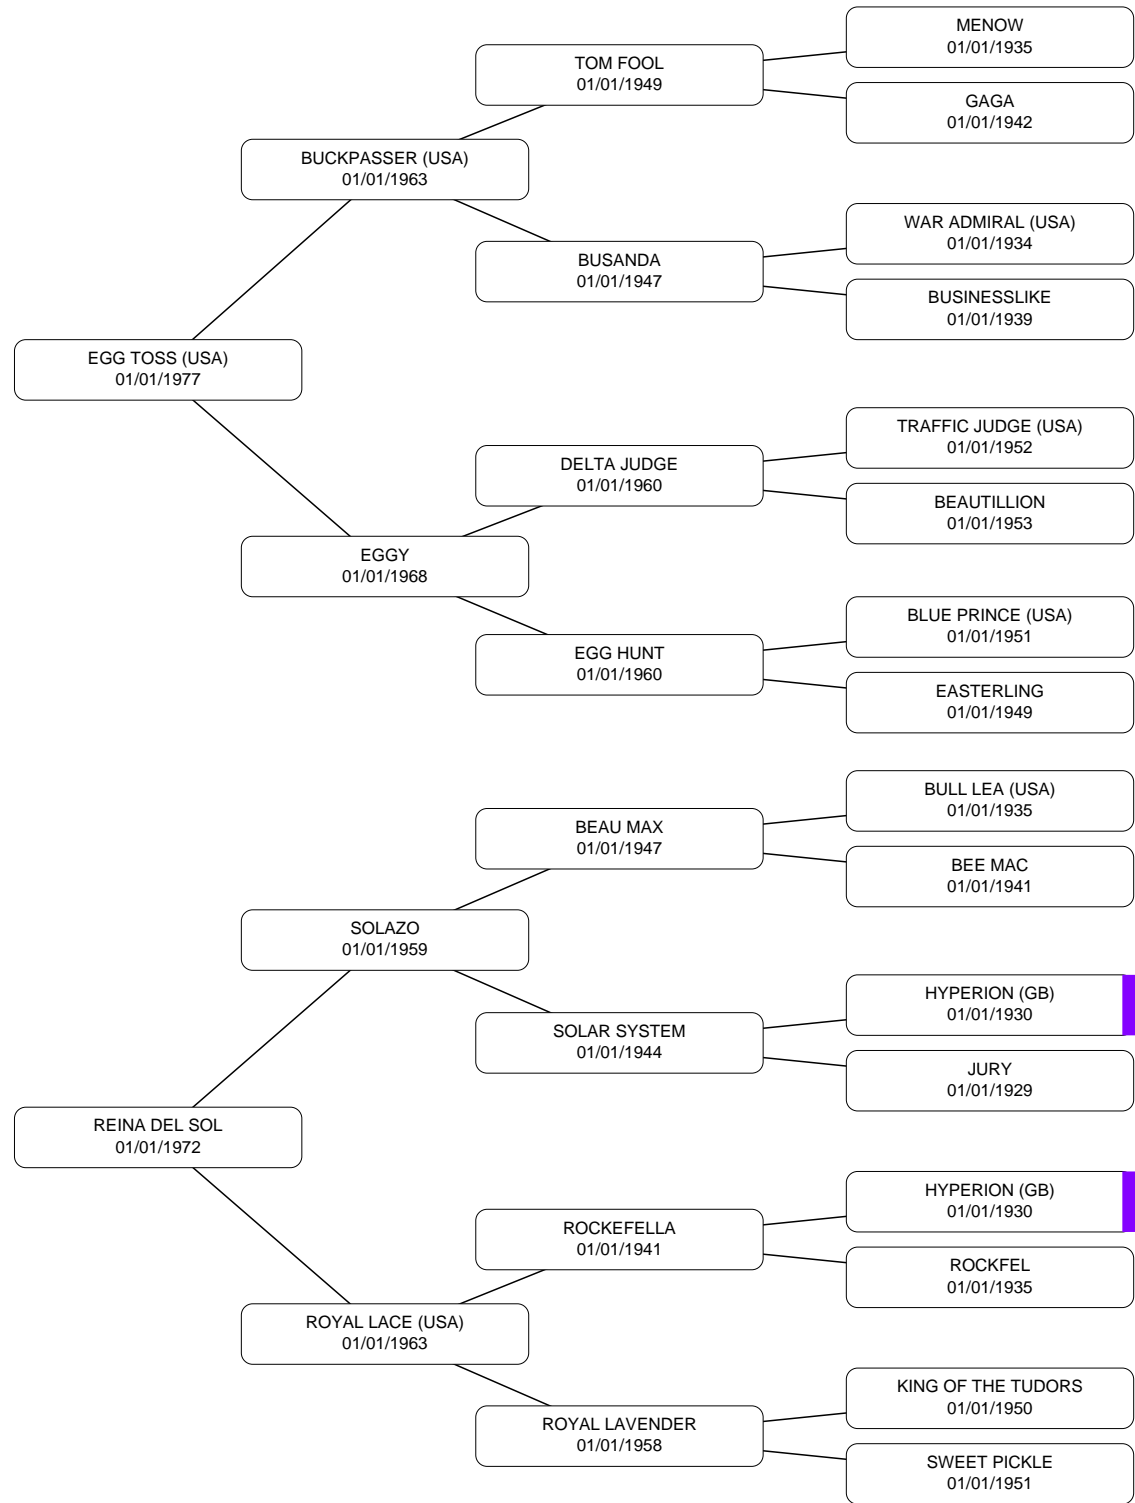 MENOW
01/01/1935
TOM FOOL
01/01/1949
GAGA
01/01/1942
BUCKPASSER (USA)
01/01/1963
WAR ADMIRAL (USA)
01/01/1934
BUSANDA
01/01/1947
BUSINESSLIKE
01/01/1939
EGG TOSS (USA)
01/01/1977
TRAFFIC JUDGE (USA)
01/01/1952
DELTA JUDGE
01/01/1960
BEAUTILLION
01/01/1953
EGGY
01/01/1968
BLUE PRINCE (USA)
01/01/1951
EGG HUNT
01/01/1960
EASTERLING
01/01/1949
BULL LEA (USA)
01/01/1935
BEAU MAX
01/01/1947
BEE MAC
01/01/1941
SOLAZO
01/01/1959
HYPERION (GB)
01/01/1930
SOLAR SYSTEM
01/01/1944
JURY
01/01/1929
REINA DEL SOL
01/01/1972
HYPERION (GB)
01/01/1930
ROCKEFELLA
01/01/1941
ROCKFEL
01/01/1935
ROYAL LACE (USA)
01/01/1963
KING OF THE TUDORS
01/01/1950
ROYAL LAVENDER
01/01/1958
SWEET PICKLE
01/01/1951